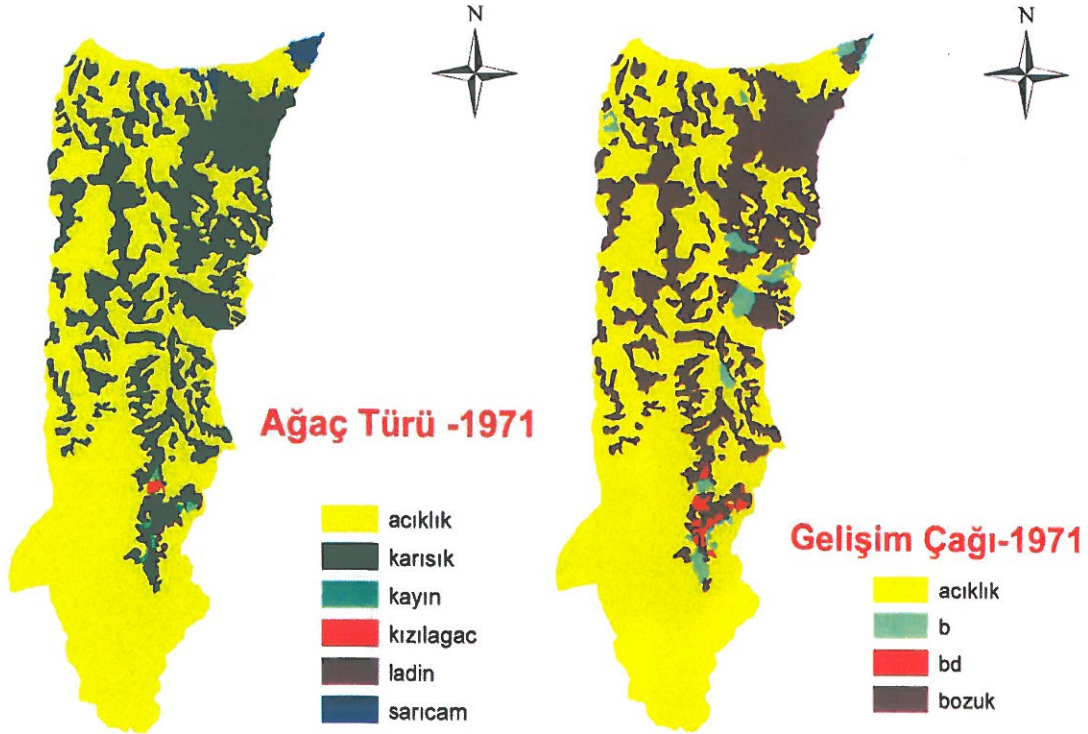 N
N
Ağaç Türü -1971
acıklık
karısık
kayın
kızılagac
ladin
sarıcam
Gelişim Çağı-1971
acıklık
b
bd
bozuk